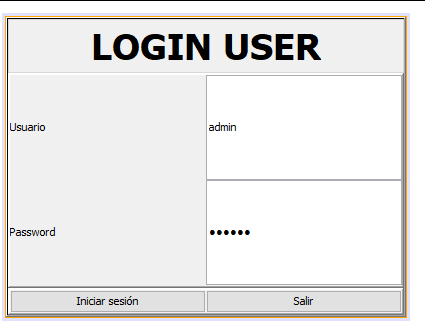 LOGIN USER
Usuario
admin
Password
••••••
Iniciar sesión
Salir